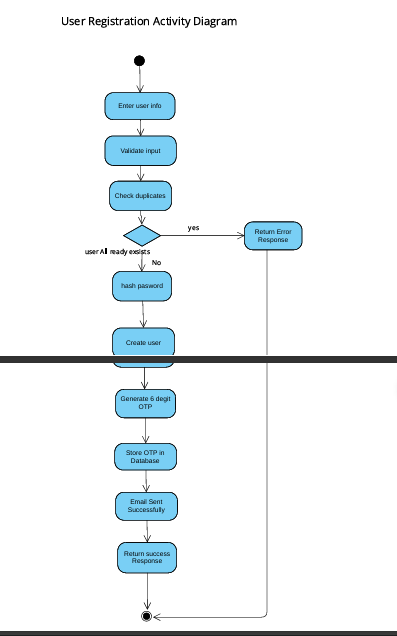 User Registration Activity Diagram
Enter user info
Validate input
Check duplicates
yes
Return Error
Response
user All ready exsists
No
hash pasword
Create user
Generate 6 degit
OTP
Store OTP in
Database
Email Sent
Successfully
Return success
Response